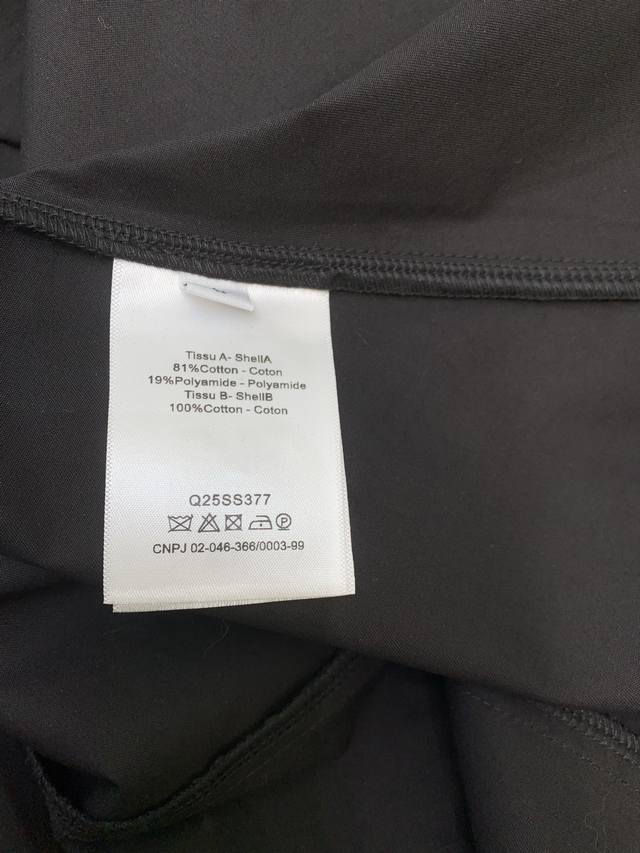 Tissu A- ShellA
81%Cotton - Coton
19%Polyamide - Polyamide
Tissu B- ShellB
100%Cotton - Coton
Q25SS377
CNPJ 02-046-366/0003-99